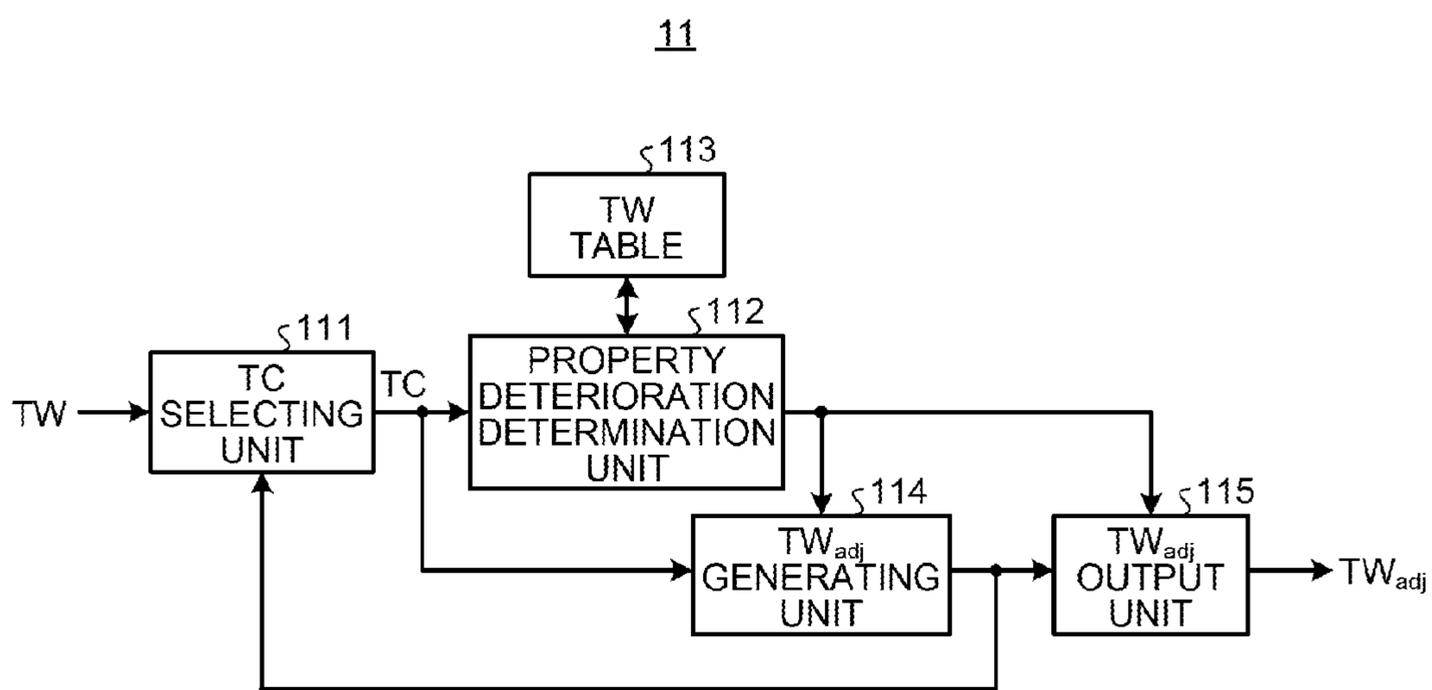 11
113
TW
TABLE
112
PROPERTY
DETERIORATION
DETERMINATION
UNIT
111
TC
SELECTING
UNIT
TW
TC
114
TWadj
GENERATING
UNIT
115
TWadj
OUTPUT
UNIT
TWadj